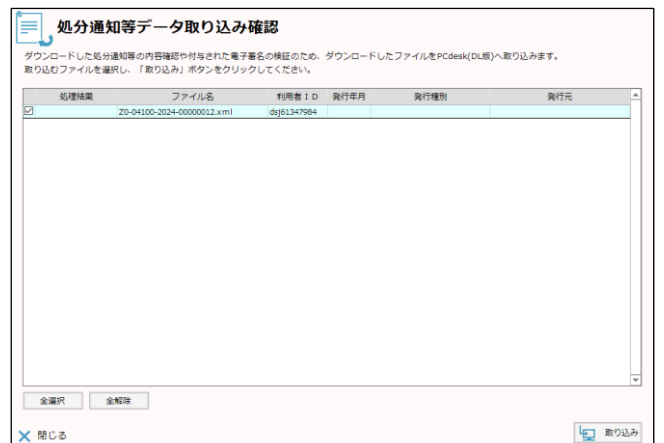 処分通知等データ取り込み確認
ダウンロードした処分通知等の内容確認や付与された電子署名の検証のため、ダウンロードしたファイルをPCdesk(DL版)へ取り込みます。
取り込むファイルを選択し、「取り込み」ボタンをクリックしてください。
処理結果 ファイル名 利用者ID 発行年月 発行種別 発行元
Z0-04100-2024-00000012.xml dsj61347984
全選択 全解除
閉じる 取り込み